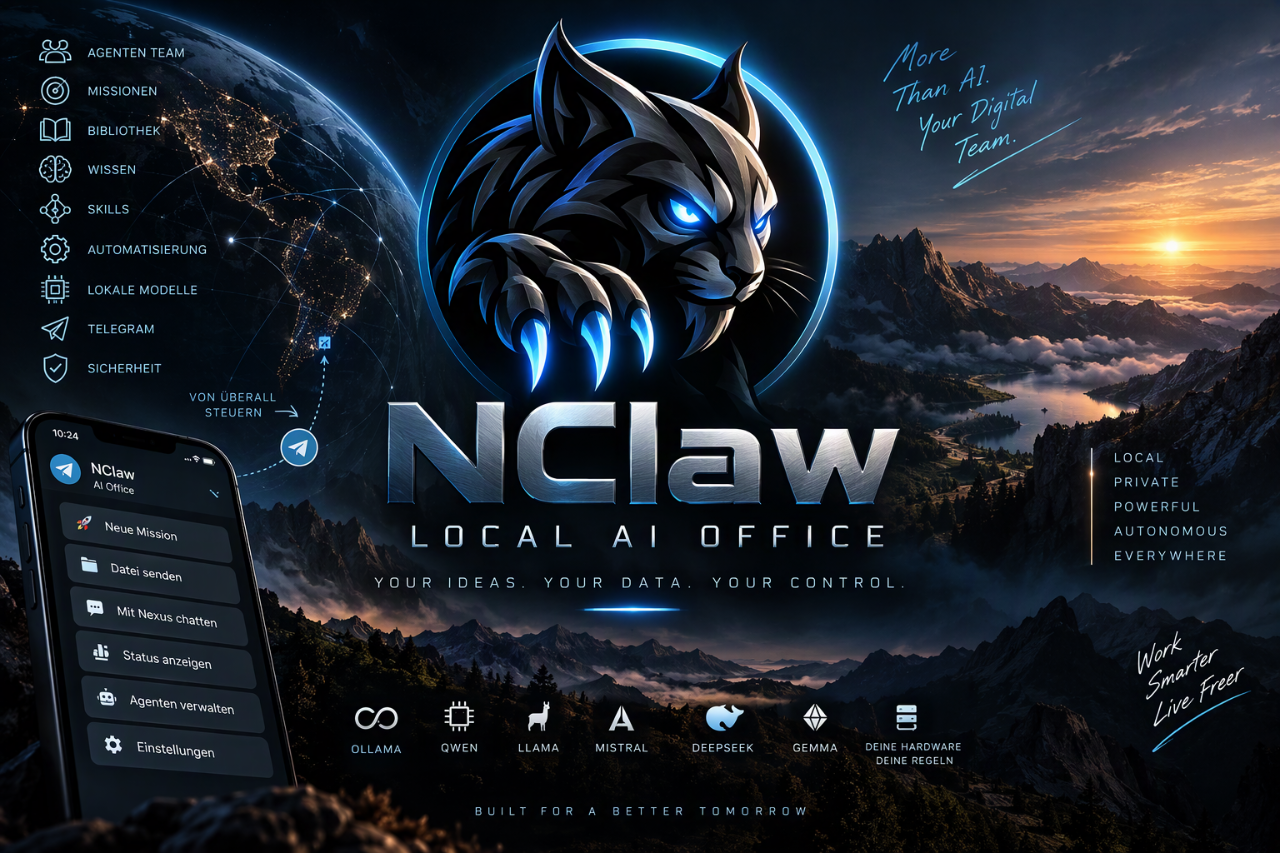 AGENTEN TEAM
MISSIONEN
BIBLIOTHEK
WISSEN
SKILLS
AUTOMATISIERUNG
LOKALE MODELLE
TELEGRAM
SICHERHEIT
VON ÜBERALL
STEUERN
More
Than AI.
Your Digital
Team.
NClaw
LOCAL AI OFFICE
YOUR IDEAS. YOUR DATA. YOUR CONTROL.
LOCAL
PRIVATE
POWERFUL
AUTONOMOUS
EVERYWHERE
10:24
NClaw
AI Office
Neue Mission
Datei senden
Mit Nexus chatten
Status anzeigen
Agenten verwalten
Einstellungen
Work
Smarter
Live Freer
OLLAMA
QWEN
LLAMA
MISTRAL
DEEPSEEK
GEMMA
DEINE HARDWARE
DEINE REGELN
BUILT FOR A BETTER TOMORROW